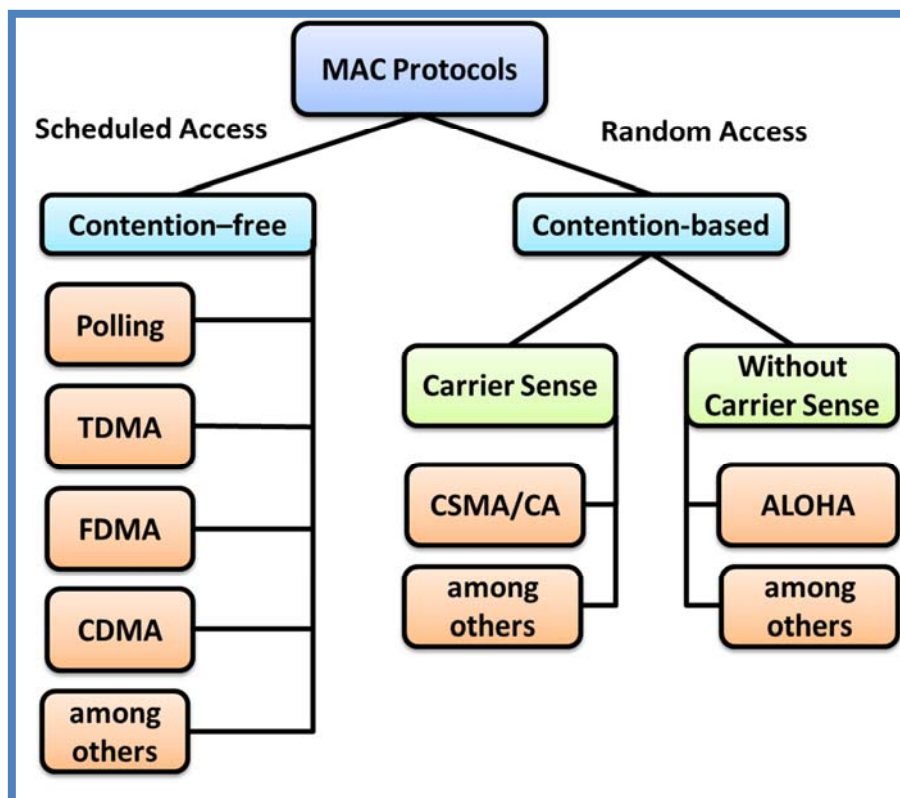 MAC Protocols
Scheduled Access
Random Access
Contention–free
Contention-based
Polling
TDMA
FDMA
CDMA
among
others
Carrier Sense
CSMA/CA
among
others
Without
Carrier Sense
ALOHA
among
others